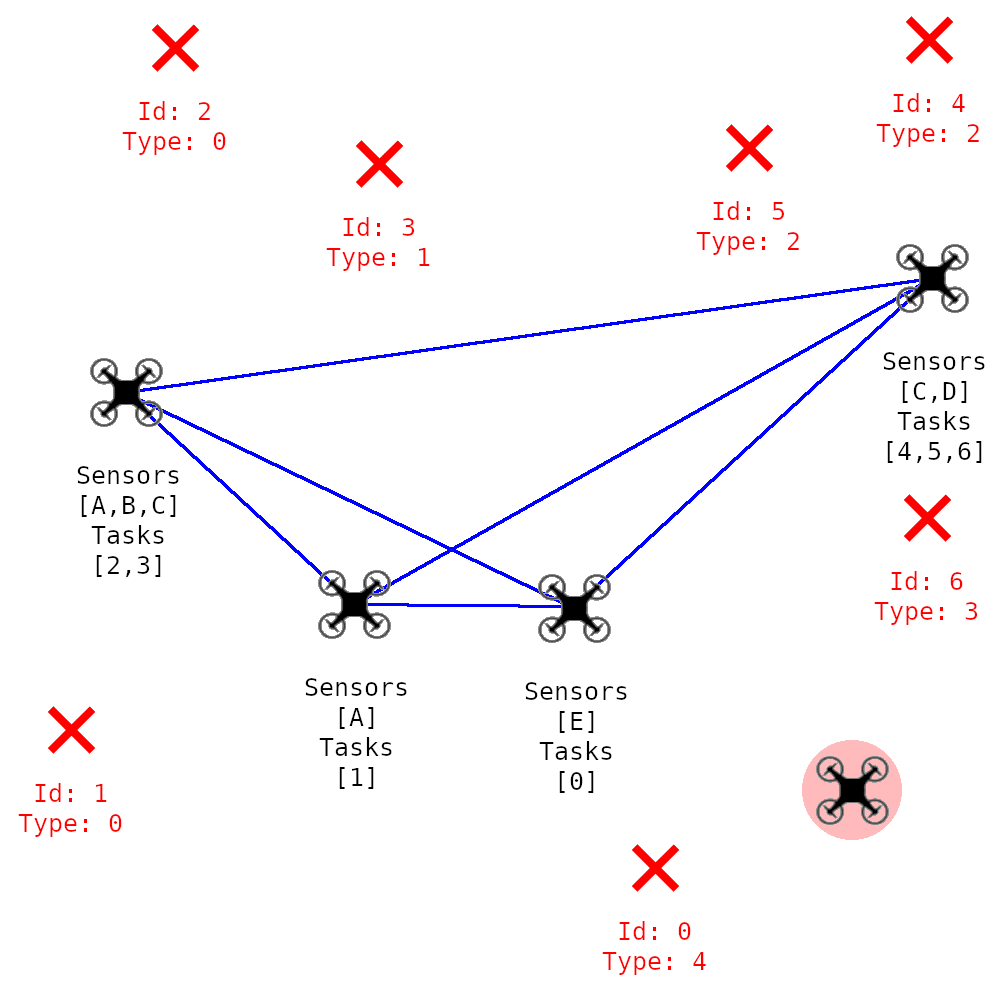 Id: 2
Type: 0
Id: 3
Type: 1
Id: 5
Type: 2
Id: 4
Type: 2
Sensors
[C,D]
Tasks
[4,5,6]
Sensors
[A,B,C]
Tasks
[2,3]
Id: 6
Type: 3
Sensors
[A]
Tasks
[1]
Sensors
[E]
Tasks
[0]
Id: 1
Type: 0
Id: 0
Type: 4